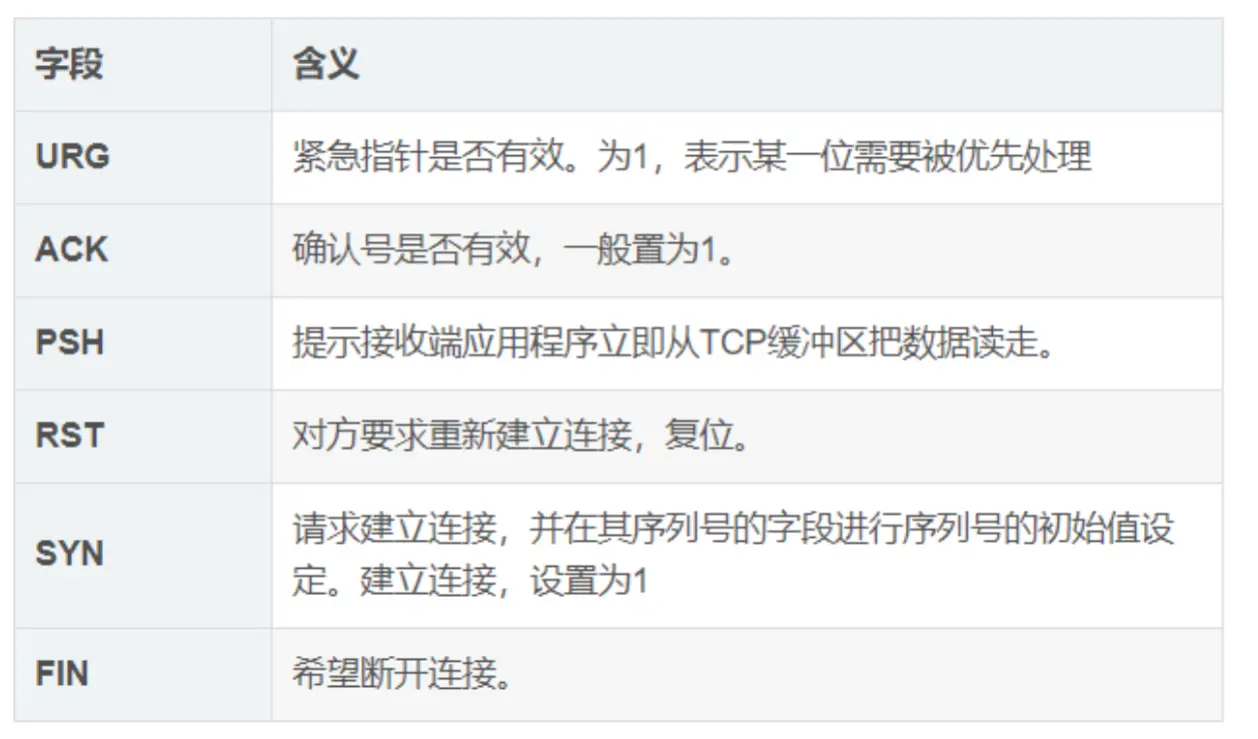 字段 含义
URG 紧急指针是否有效。为1，表示某一位需要被优先处理
ACK 确认号是否有效，一般置为1。
PSH 提示接收端应用程序立即从TCP缓冲区把数据读走。
RST 对方要求重新建立连接，复位。
SYN 请求建立连接，并在其序列号的字段进行序列号的初始值设
定。建立连接，设置为1
FIN 希望断开连接。